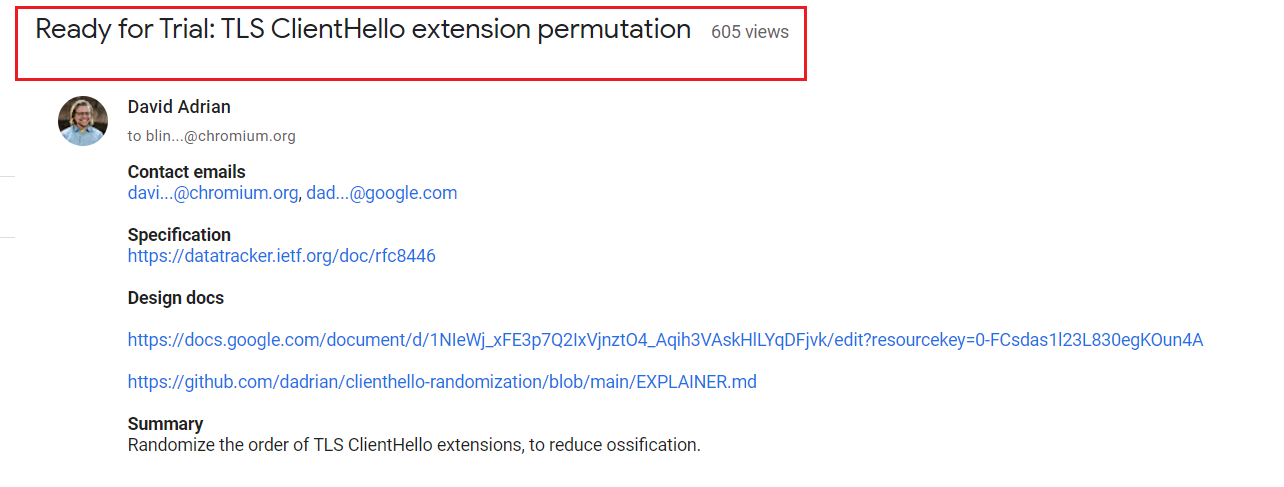 Ready for Trial: TLS ClientHello extension permutation 605 views
David Adrian
to blin...@chromium.org
Contact emails
davi...@chromium.org, dad...@google.com
Specification
https://datatracker.ietf.org/doc/rfc8446
Design docs
https://docs.google.com/document/d/1NIeWj_xFE3p7Q2IxVjnztO4_Aqih3VAskHlLYqDFjvk/edit?resourcekey=0-FCsdas1l23L830egKOun4A
https://github.com/dadrian/clienthello-randomization/blob/main/EXPLAINER.md
Summary
Randomize the order of TLS ClientHello extensions, to reduce ossification.